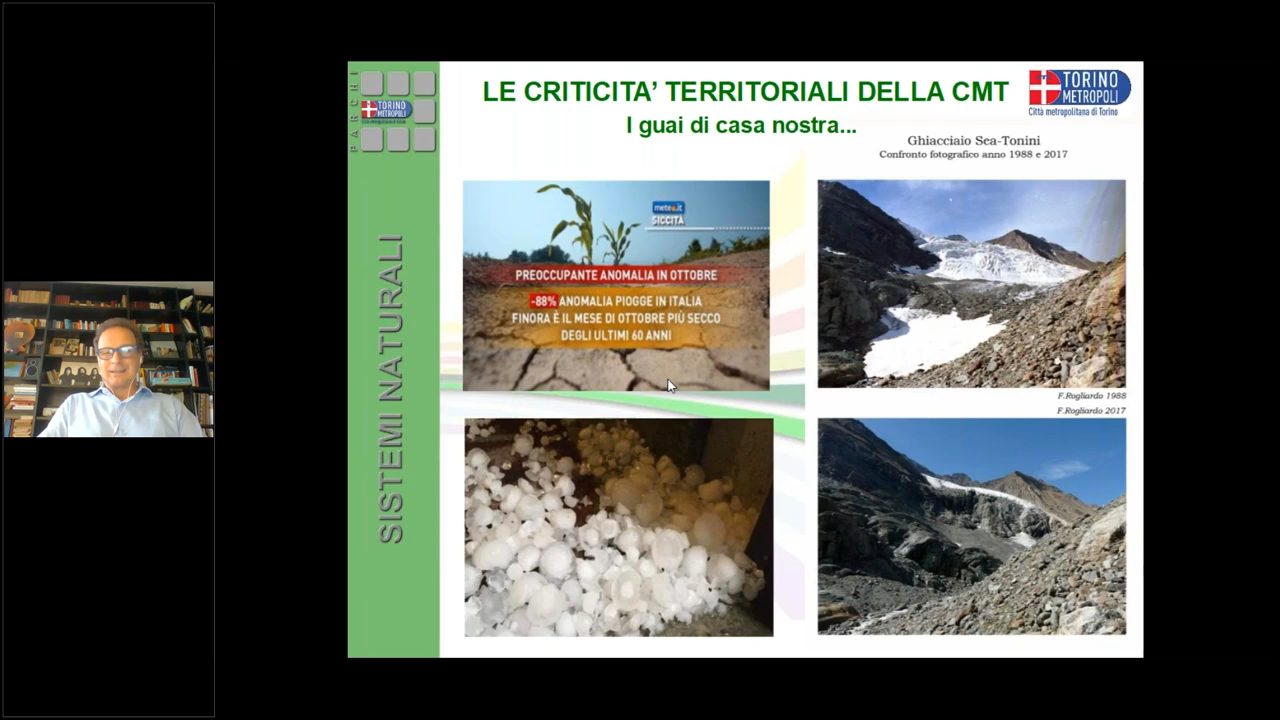 PARCHI
TORINO
METROPOLI
SISTEMI NATURALI
LE CRITICITA’ TERRITORIALI DELLA CMT
I guai di casa nostra...
TORINO
METROPOLI
Città metropolitana di Torino
Ghiacciaio Sea-Tonini
Confronto fotografico anno 1988 e 2017
meteo.it
SICCITÀ
PREOCCUPANTE ANOMALIA IN OTTOBRE
-88% ANOMALIA PIOGGE IN ITALIA
FINORA È IL MESE DI OTTOBRE PIÙ SECCO
DEGLI ULTIMI 60 ANNI
F.Rogliardo 1988
F.Rogliardo 2017